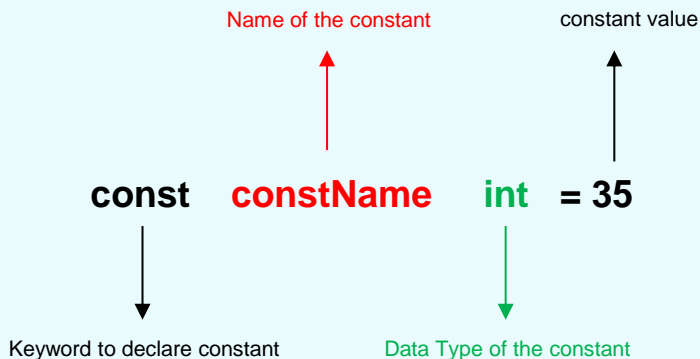 Name of the constant constant value
const constName int = 35
Keyword to declare constant Data Type of the constant